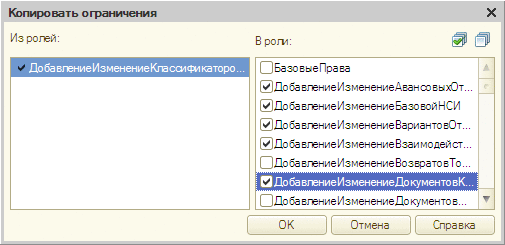 Копировать ограничения
Из ролей:
В роли:
ДобавлениеИзменениеКлассификаторо...
БазовыеПрава
ДобавлениеИзменениеАвансовыхОт...
ДобавлениеИзменениеБазовойНСИ
ДобавлениеИзменениеВариантовОт...
ДобавлениеИзменениеВзаимодейст...
ДобавлениеИзменениеВозвратовТо...
ДобавлениеИзменениеДокументовК...
ДобавлениеИзменениеДокументов...
OK
Отмена
Справка